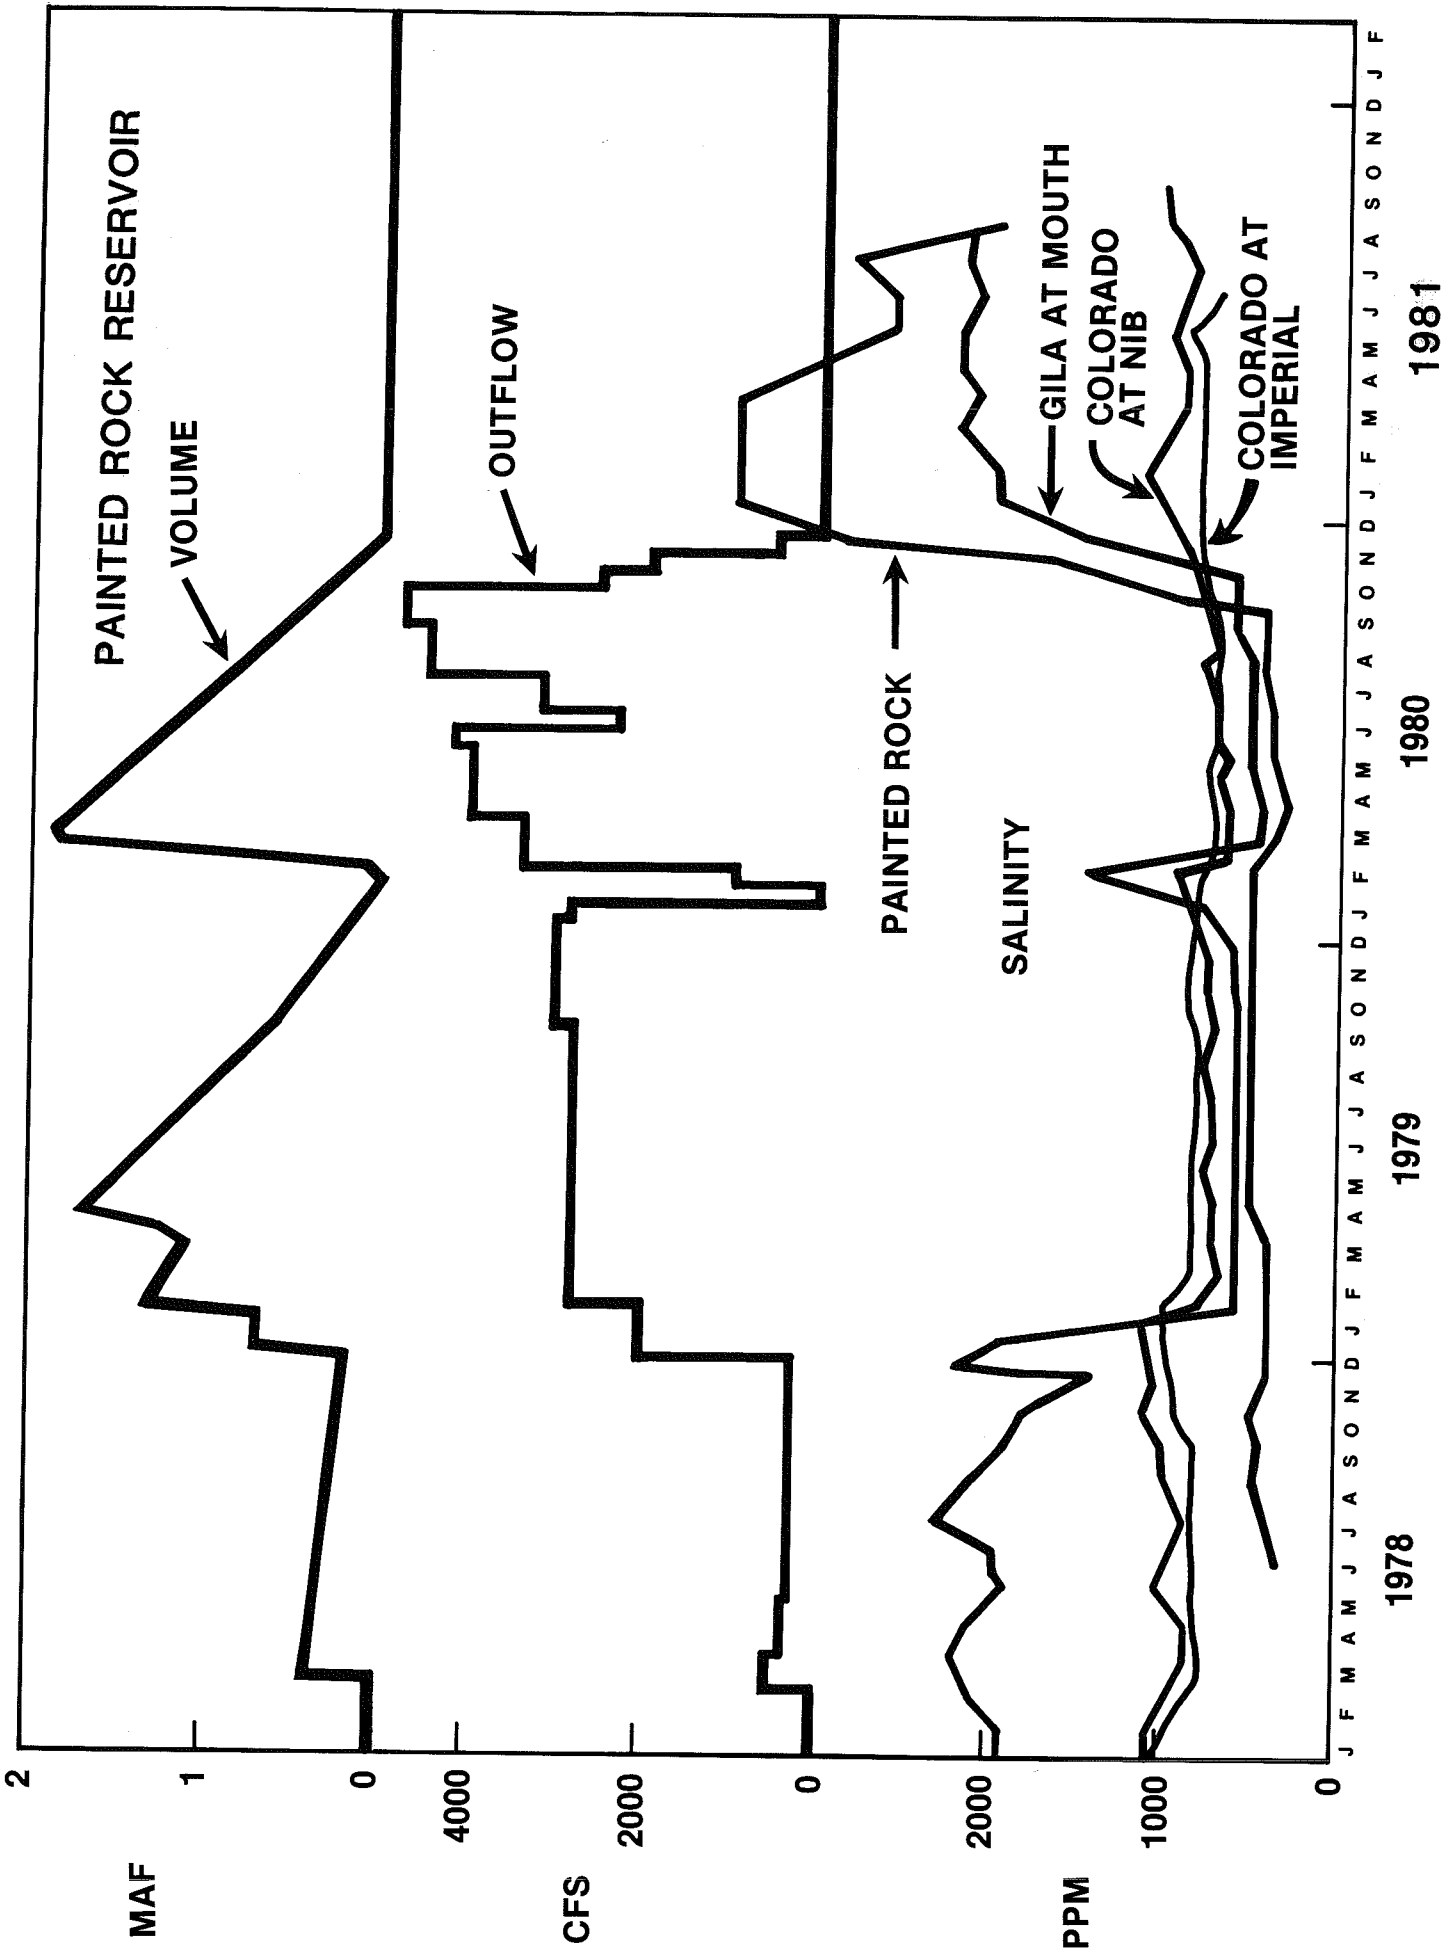 PAINTED ROCK RESERVOIR
VOLUME
OUTFLOW
PAINTED ROCK
SALINITY
GILA AT MOUTH
COLORADO
AT NIB
COLORADO AT
IMPERIAL
MAF
2
1
0
CFS
4000
2000
0
PPM
2000
1000
0
J F M A M J J A S O N D J F M A M J J A S O N D J F M A M J J A S O N D J F M A M J J A S O N D J F
1978 1979 1980 1981